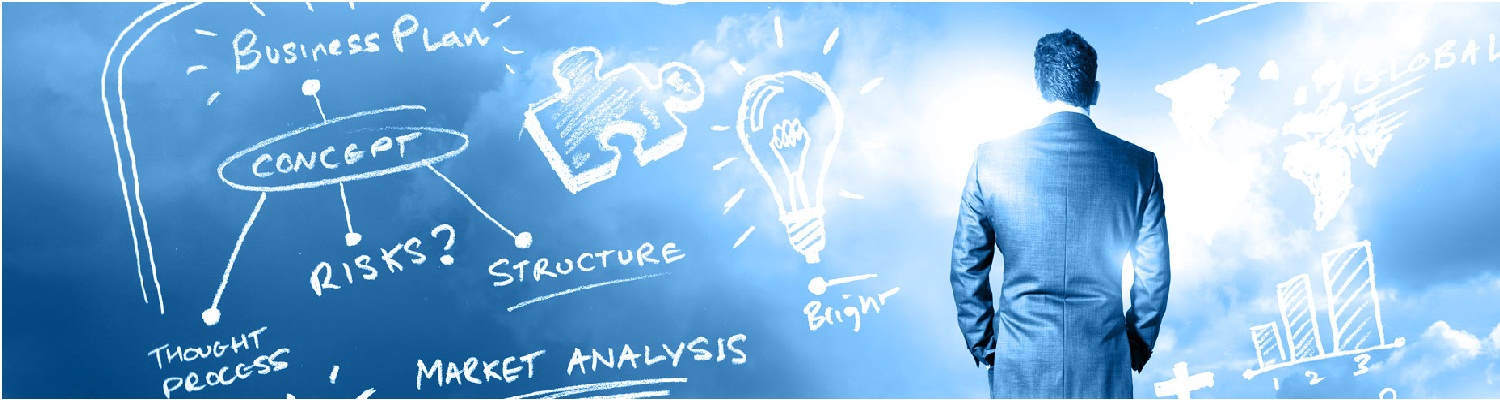 Business Plan
CONCEPT
RISKS?
STRUCTURE
THOUGHT
PROCESS
MARKET ANALYSIS
Bright
GLOBAL
1 2 3